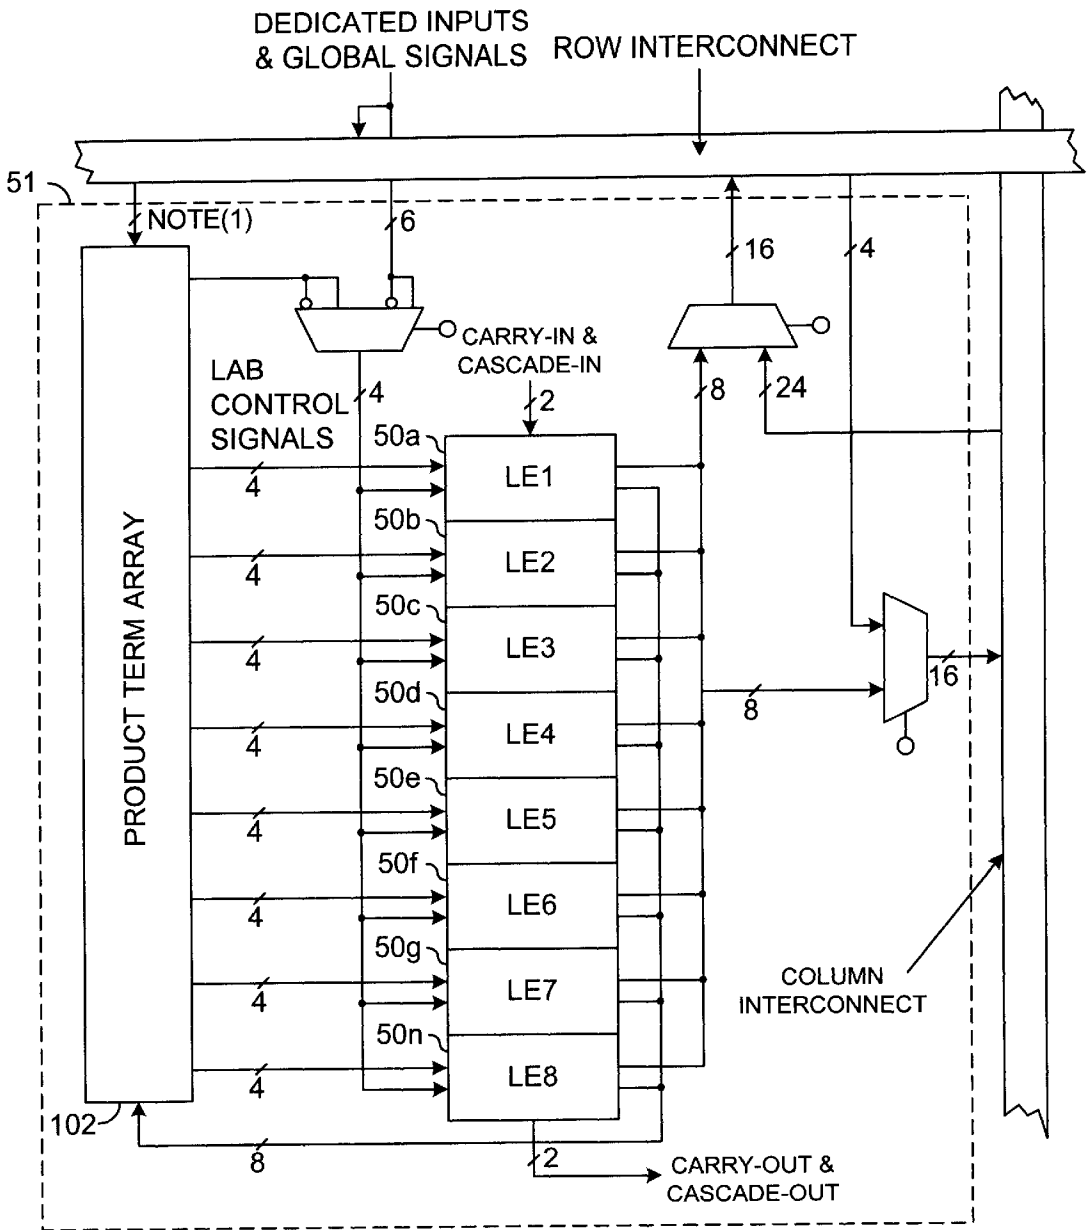 DEDICATED INPUTS
& GLOBAL SIGNALS
ROW INTERCONNECT
51
NOTE(1)
6
16
4
CARRY-IN &
CASCADE-IN
LAB
CONTROL
SIGNALS
4
2
8
24
50a
LE1
4
50b
LE2
4
50c
LE3
4
50d
LE4
4
16
8
50e
LE5
4
50f
LE6
4
50g
LE7
4
50n
LE8
4
PRODUCT TERM ARRAY
COLUMN
INTERCONNECT
102
8
2
CARRY-OUT &
CASCADE-OUT